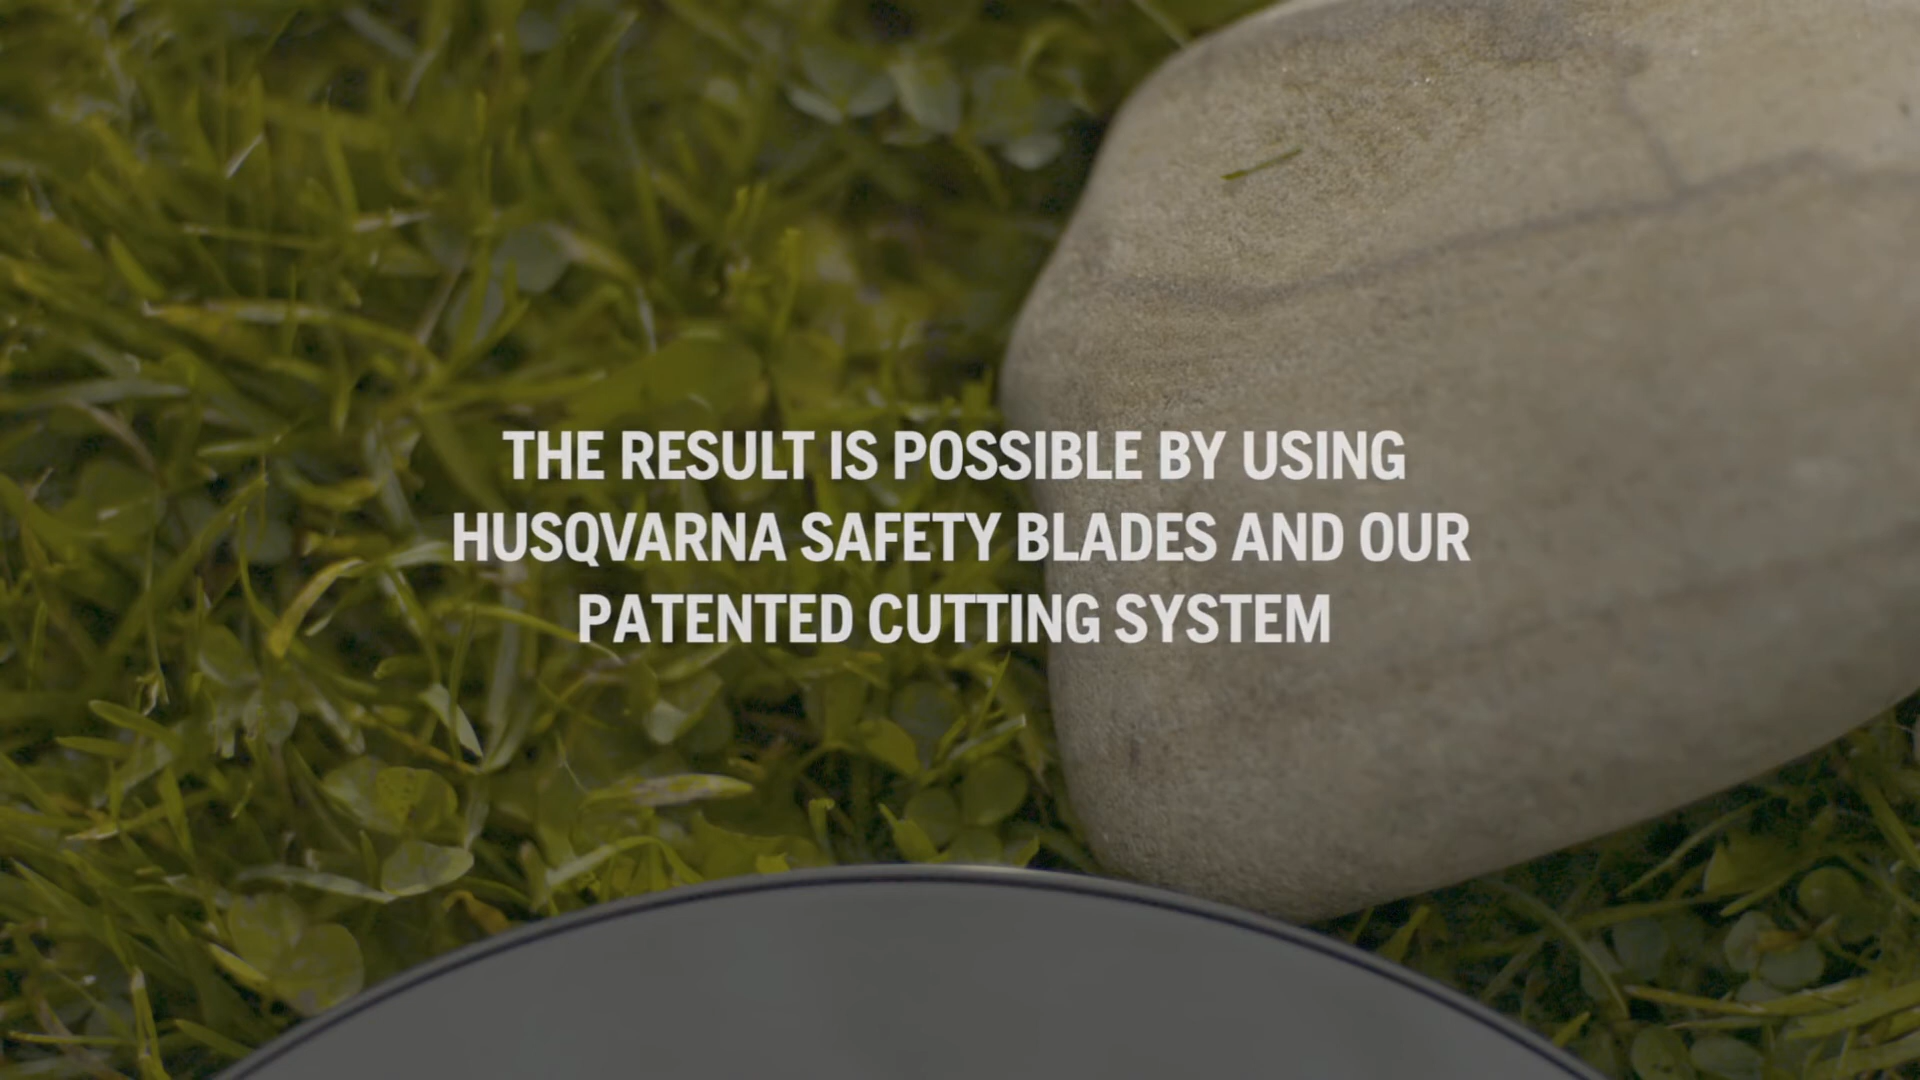 THE RESULT IS POSSIBLE BY USING
HUSQVARNA SAFETY BLADES AND OUR
PATENTED CUTTING SYSTEM